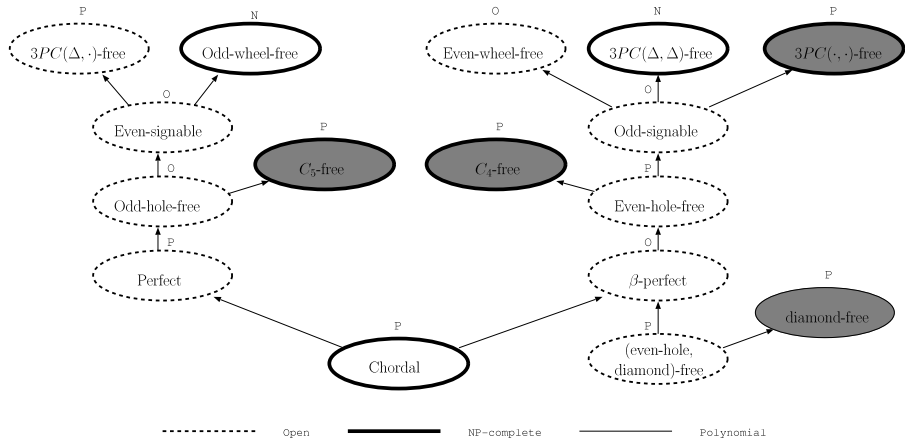 P
N
O
N
P
3PC(Δ, ·)-free
Odd-wheel-free
Even-wheel-free
3PC(Δ, Δ)-free
3PC(·, ·)-free
O
O
Even-signable
Odd-signable
P
P
C₅-free
C₄-free
O
P
Odd-hole-free
Even-hole-free
P
O
Perfect
β-perfect
P
diamond-free
P
P
Chordal
(even-hole,
diamond)-free
Open
NP-complete
Polynomial